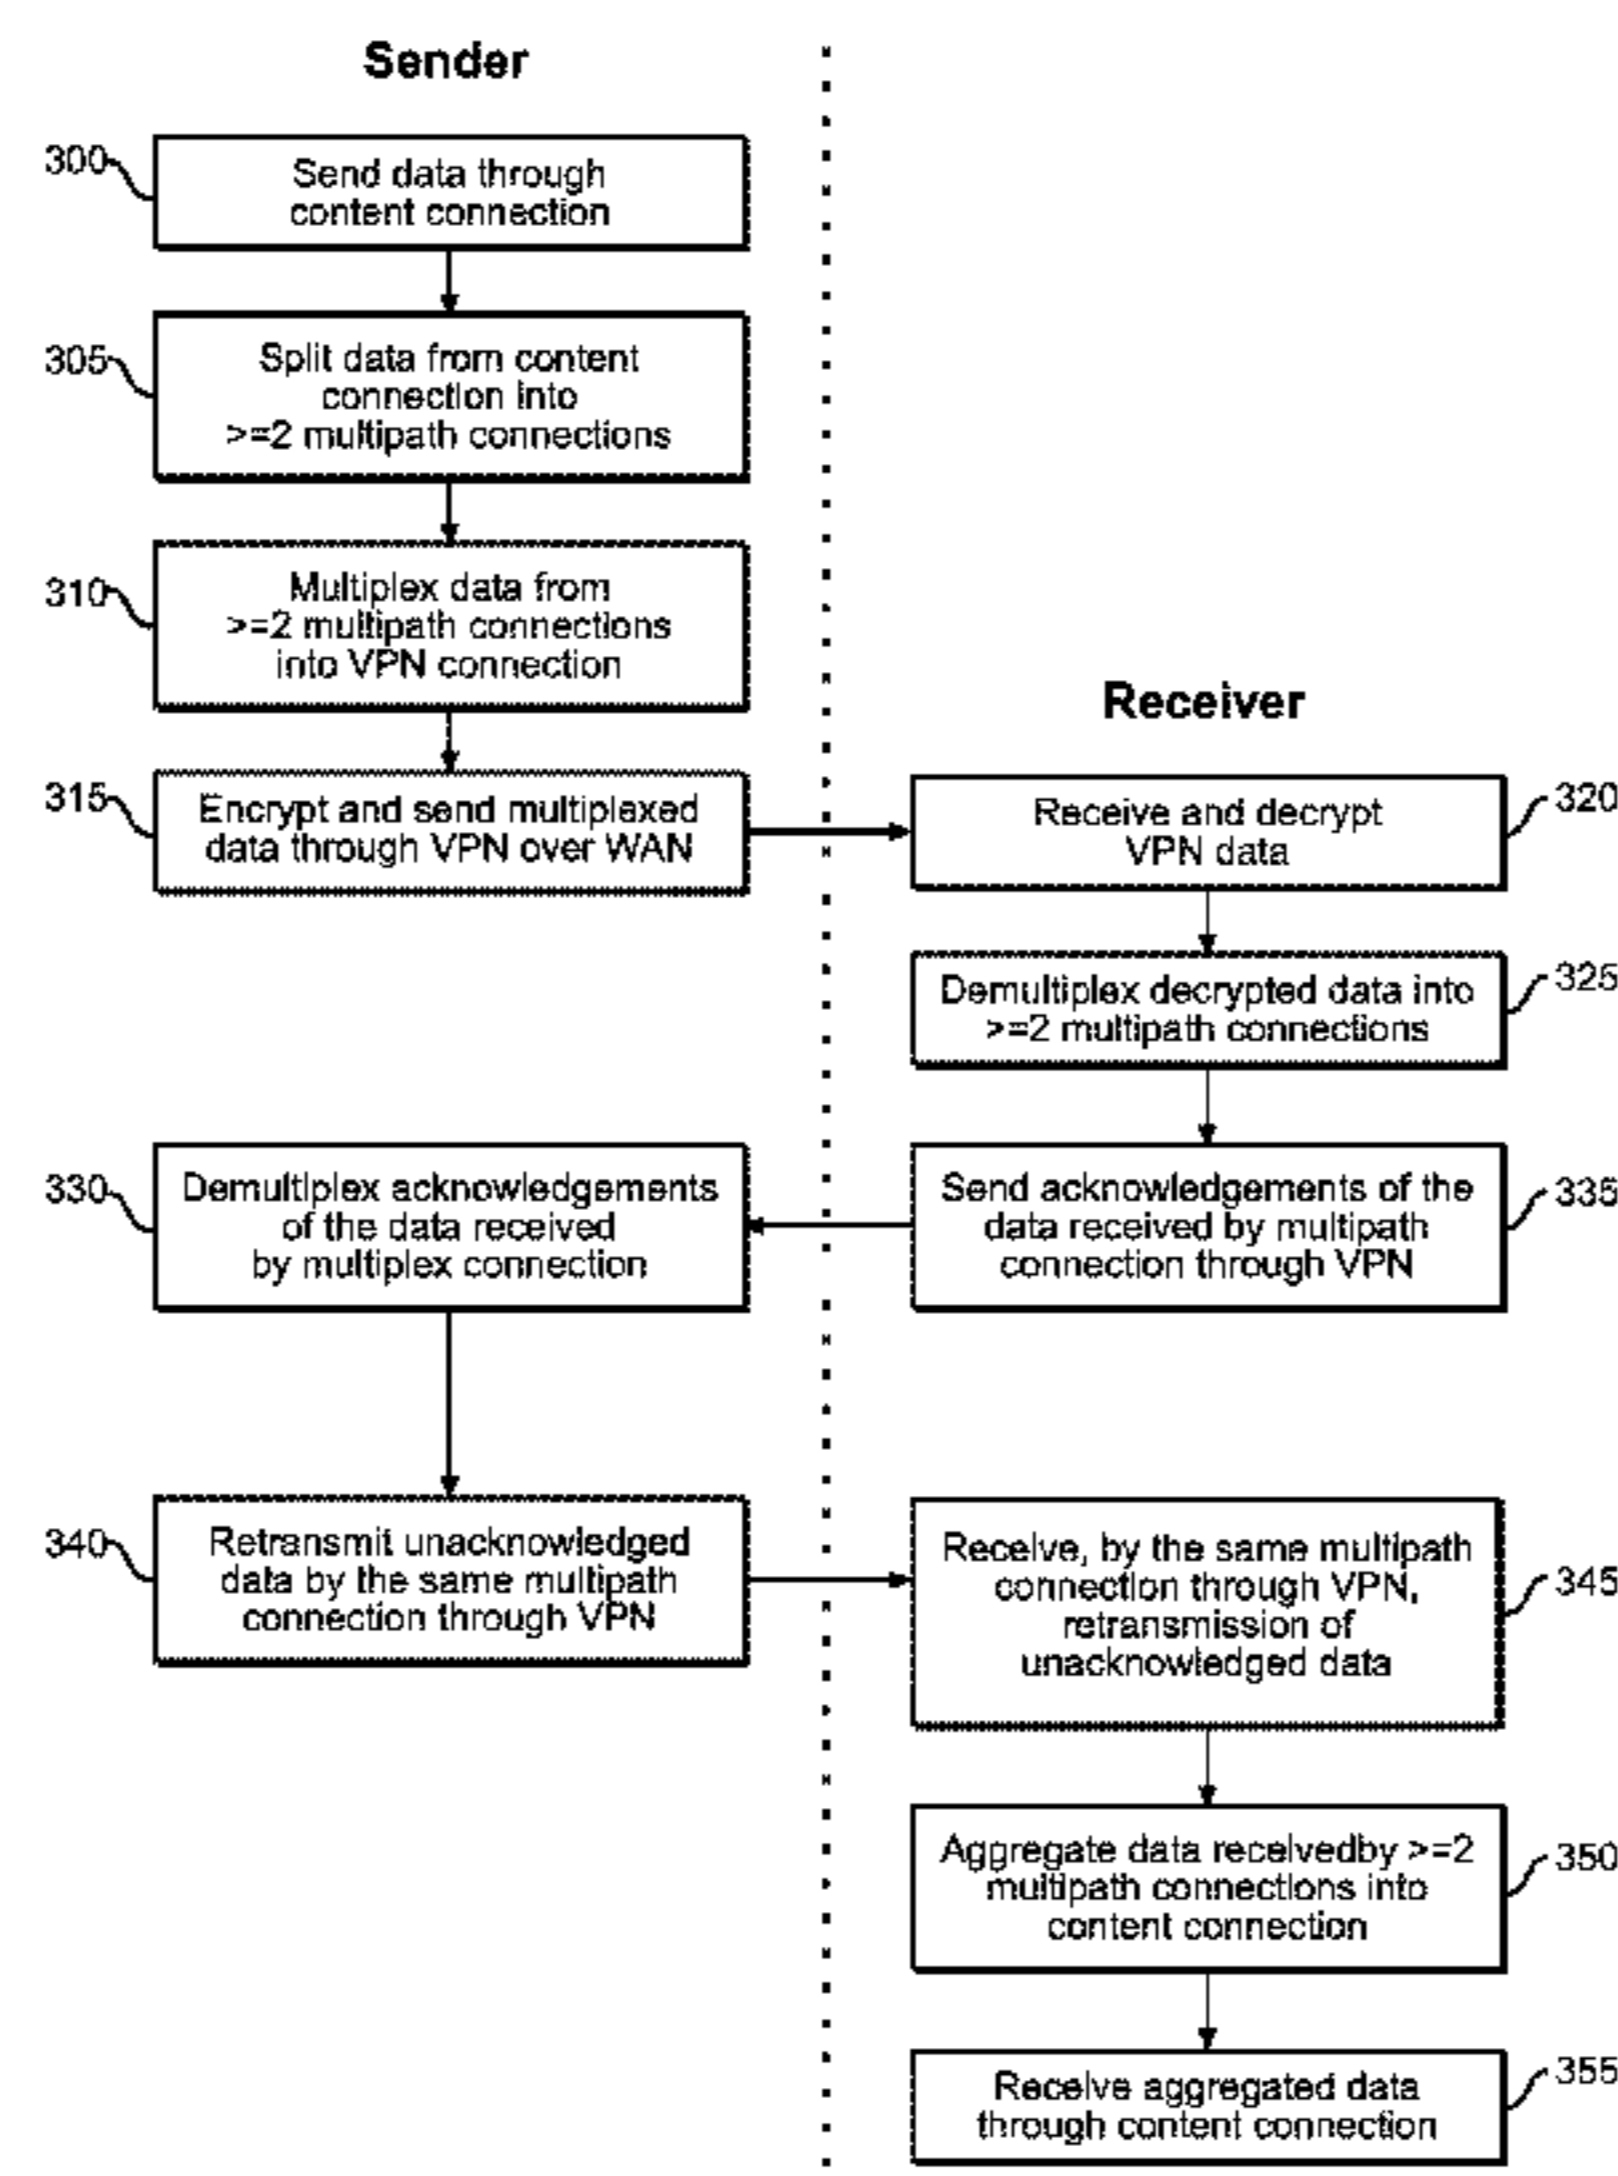 Sender
300
Send data through
content connection
305
Split data from content
connection into
>=2 multipath connections
310
Multiplex data from
>=2 multipath connections
into VPN connection
Receiver
315
Encrypt and send multiplexed
data through VPN over WAN
Receive and decrypt
VPN data
320
Demultiplex decrypted data into
>=2 multipath connections
325
330
Demultiplex acknowledgements
of the data received
by multiplex connection
Send acknowledgements of the
data received by multipath
connection through VPN
335
340
Retransmit unacknowledged
data by the same multipath
connection through VPN
Receive, by the same multipath
connection through VPN,
retransmission of
unacknowledged data
345
Aggregate data receivedby >=2
multipath connections into
content connection
350
Receive aggregated data
through content connection
355